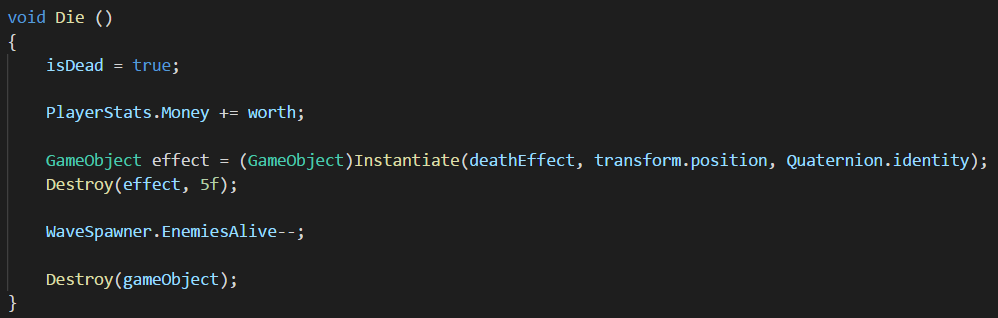 void Die ()
{
isDead = true;
PlayerStats.Money += worth;
GameObject effect = (GameObject)Instantiate(deathEffect, transform.position, Quaternion.identity);
Destroy(effect, 5f);
WaveSpawner.EnemiesAlive--;
Destroy(gameObject);
}